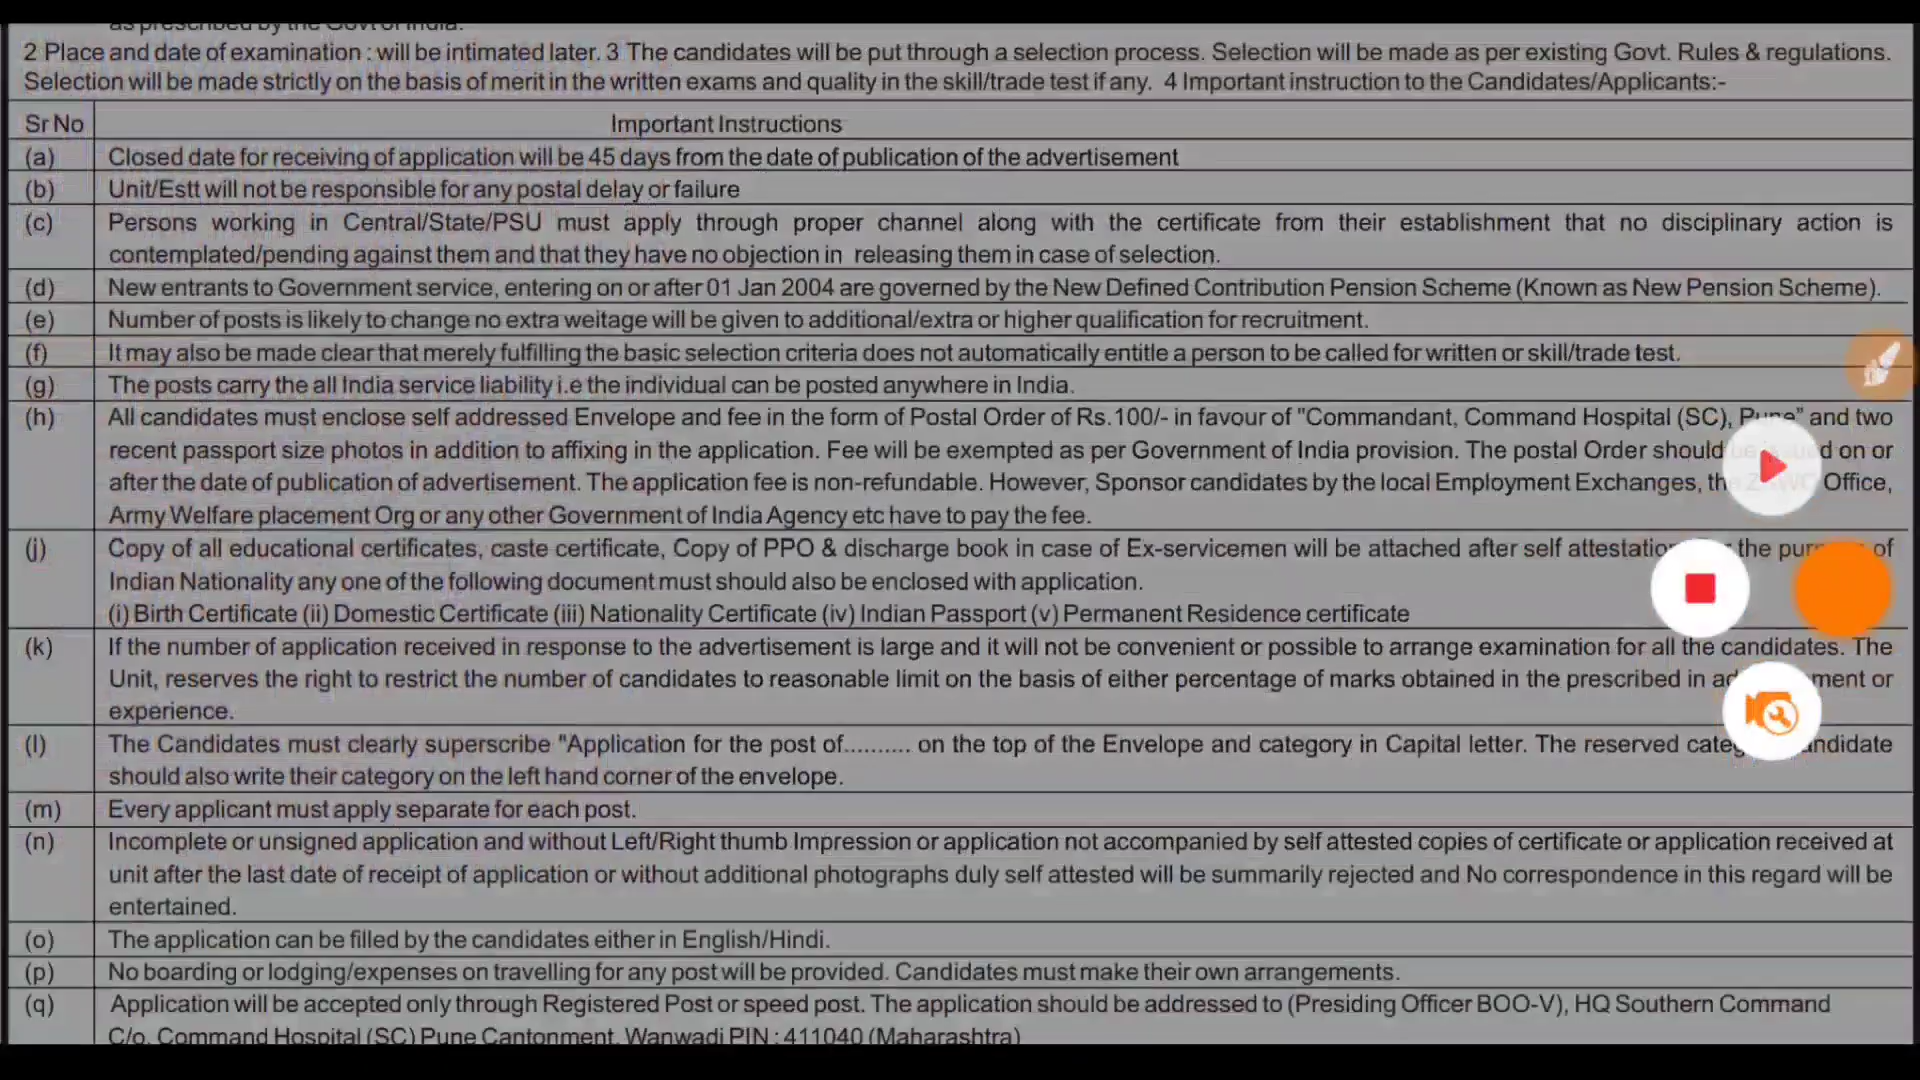 as prescribed by the Govt of India.
2 Place and date of examination : will be intimated later. 3 The candidates will be put through a selection process. Selection will be made as per existing Govt. Rules & regulations.
Selection will be made strictly on the basis of merit in the written exams and quality in the skill/trade test if any. 4 Important instruction to the Candidates/Applicants:-
Sr No Important Instructions
(a) Closed date for receiving of application will be 45 days from the date of publication of the advertisement
(b) Unit/Estt will not be responsible for any postal delay or failure
(c) Persons working in Central/State/PSU must apply through proper channel along with the certificate from their establishment that no disciplinary action is
contemplated/pending against them and that they have no objection in releasing them in case of selection.
(d) New entrants to Government service, entering on or after 01 Jan 2004 are governed by the New Defined Contribution Pension Scheme (Known as New Pension Scheme).
(e) Number of posts is likely to change no extra weitage will be given to additional/extra or higher qualification for recruitment.
(f) It may also be made clear that merely fulfilling the basic selection criteria does not automatically entitle a person to be called for written or skill/trade test.
(g) The posts carry the all India service liability i.e the individual can be posted anywhere in India.
(h) All candidates must enclose self addressed Envelope and fee in the form of Postal Order of Rs.100/- in favour of "Commandant, Command Hospital (SC), Pune" and two
recent passport size photos in addition to affixing in the application. Fee will be exempted as per Government of India provision. The postal Order should be issued on or
after the date of publication of advertisement. The application fee is non-refundable. However, Sponsor candidates by the local Employment Exchanges, the Office,
Army Welfare placement Org or any other Government of India Agency etc have to pay the fee.
(j) Copy of all educational certificates, caste certificate, Copy of PPO & discharge book in case of Ex-servicemen will be attached after self attestation the purpose of
Indian Nationality any one of the following document must should also be enclosed with application.
(i) Birth Certificate (ii) Domestic Certificate (iii) Nationality Certificate (iv) Indian Passport (v) Permanent Residence certificate
(k) If the number of application received in response to the advertisement is large and it will not be convenient or possible to arrange examination for all the candidates. The
Unit, reserves the right to restrict the number of candidates to reasonable limit on the basis of either percentage of marks obtained in the prescribed in advertisement or
experience.
(l) The Candidates must clearly superscribe "Application for the post of.......... on the top of the Envelope and category in Capital letter. The reserved category candidate
should also write their category on the left hand corner of the envelope.
(m) Every applicant must apply separate for each post.
(n) Incomplete or unsigned application and without Left/Right thumb Impression or application not accompanied by self attested copies of certificate or application received at
unit after the last date of receipt of application or without additional photographs duly self attested will be summarily rejected and No correspondence in this regard will be
entertained.
(o) The application can be filled by the candidates either in English/Hindi.
(p) No boarding or lodging/expenses on travelling for any post will be provided. Candidates must make their own arrangements.
(q) Application will be accepted only through Registered Post or speed post. The application should be addressed to (Presiding Officer BOO-V), HQ Southern Command
C/o. Command Hospital (SC) Pune Cantonment, Wanwadi PIN : 411040 (Maharashtra)